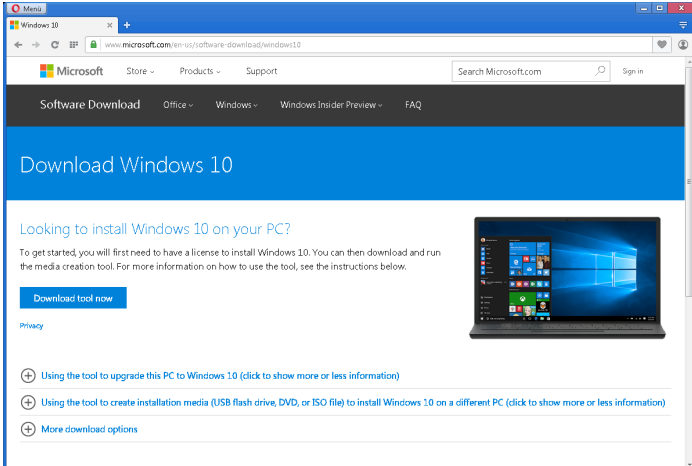 Menü
Windows 10
www.microsoft.com/en-us/software-download/windows10
Microsoft Store Products Support Search Microsoft.com Sign in
Software Download Office Windows Windows Insider Preview FAQ
Download Windows 10
Looking to install Windows 10 on your PC?
To get started, you will first need to have a license to install Windows 10. You can then download and run
the media creation tool. For more information on how to use the tool, see the instructions below.
Download tool now
Privacy
Using the tool to upgrade this PC to Windows 10 (click to show more or less information)
Using the tool to create installation media (USB flash drive, DVD, or ISO file) to install Windows 10 on a different PC (click to show more or less information)
More download options